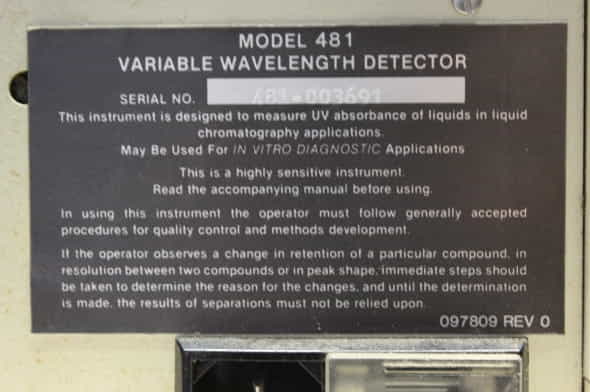 MODEL 481
VARIABLE WAVELENGTH DETECTOR
SERIAL NO. 481-003691
This instrument is designed to measure UV absorbance of liquids in liquid
chromatography applications.
May Be Used For IN VITRO DIAGNOSTIC Applications
This is a highly sensitive instrument.
Read the accompanying manual before using.
In using this instrument the operator must follow generally accepted
procedures for quality control and methods development.
If the operator observes a change in retention of a particular compound, in
resolution between two compounds or in peak shape, immediate steps should
be taken to determine the reason for the changes, and until the determination
is made, the results of separations must not be relied upon.
097809 REV 0